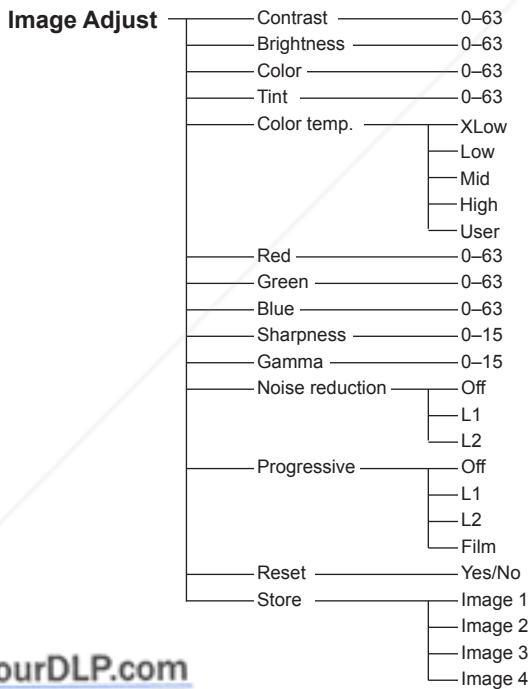 Image Adjust Contrast 0–63
Brightness 0–63
Color 0–63
Tint 0–63
Color temp. XLow
Low
Mid
High
User
Red 0–63
Green 0–63
Blue 0–63
Sharpness 0–15
Gamma 0–15
Noise reduction Off
L1
L2
Progressive Off
L1
L2
Film
Reset Yes/No
Store Image 1
Image 2
Image 3
Image 4
ourDLP.com